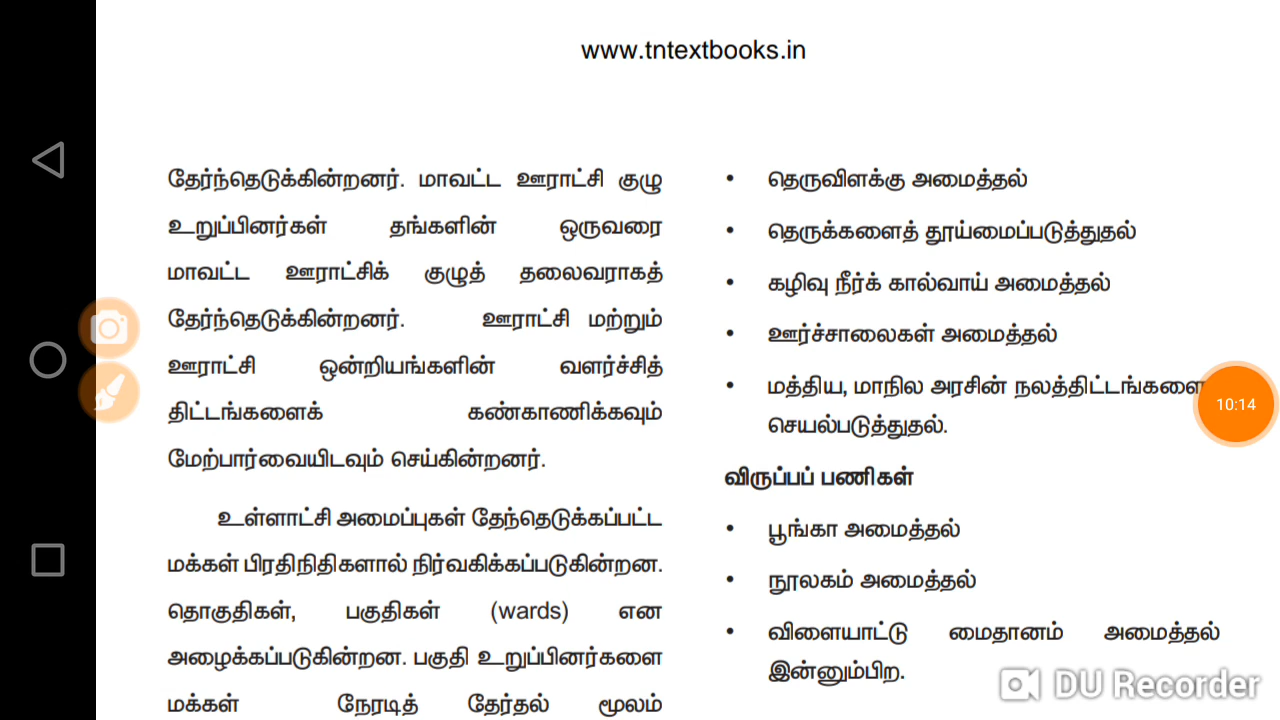 www.tntextbooks.in
தேர்ந்தெடுக்கின்றனர். மாவட்ட ஊராட்சி குழு
உறுப்பினர்கள் தங்களின் ஒருவரை
மாவட்ட ஊராட்சிக் குழுத் தலைவராகத்
தேர்ந்தெடுக்கின்றனர். ஊராட்சி மற்றும்
ஊராட்சி ஒன்றியங்களின் வளர்ச்சித்
திட்டங்களைக் கண்காணிக்கவும்
மேற்பார்வையிடவும் செய்கின்றனர்.
உள்ளாட்சி அமைப்புகள் தேந்தெடுக்கப்பட்ட
மக்கள் பிரதிநிதிகளால் நிர்வகிக்கப்படுகின்றன.
தொகுதிகள், பகுதிகள் (wards) என
அழைக்கப்படுகின்றன. பகுதி உறுப்பினர்களை
மக்கள் நேரடித் தேர்தல் மூலம்
• தெருவிளக்கு அமைத்தல்
• தெருக்களைத் தூய்மைப்படுத்துதல்
• கழிவு நீர்க் கால்வாய் அமைத்தல்
• ஊர்ச்சாலைகள் அமைத்தல்
• மத்திய, மாநில அரசின் நலத்திட்டங்களை
செயல்படுத்துதல்.
விருப்பப் பணிகள்
• பூங்கா அமைத்தல்
• நூலகம் அமைத்தல்
• விளையாட்டு மைதானம் அமைத்தல்
இன்னும்பிற.
10:14
DU Recorder